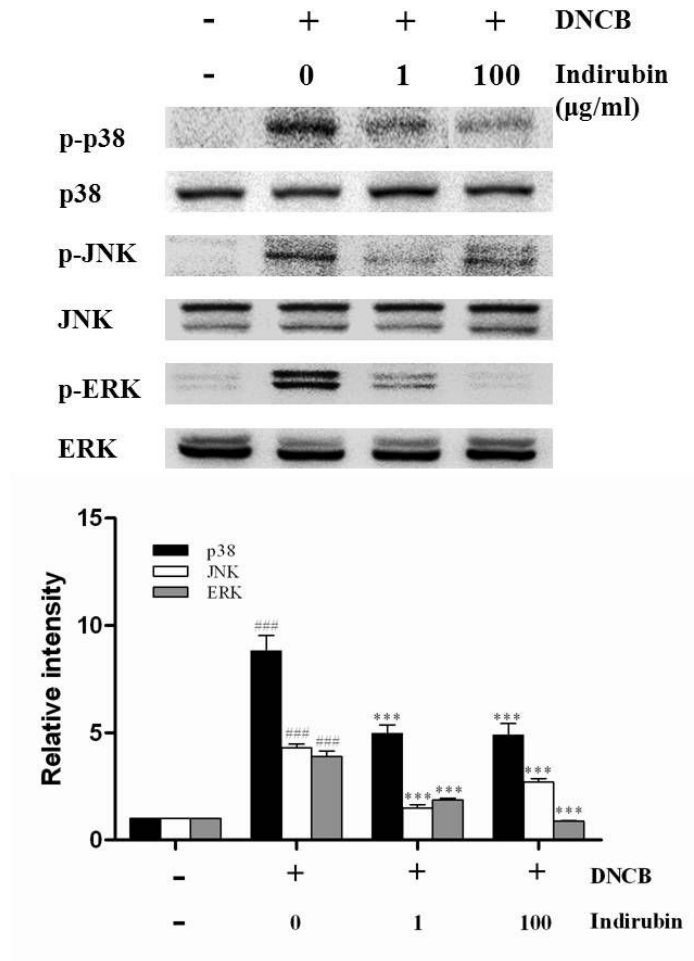 - + + + DNCB
- 0 1 100 Indirubin
(µg/ml)
p-p38
p38
p-JNK
JNK
p-ERK
ERK
15
p38
JNK
ERK
10
5
0
Relative intensity
###
### ###
***
*** ***
***
***
***
- + + + DNCB
- 0 1 100 Indirubin